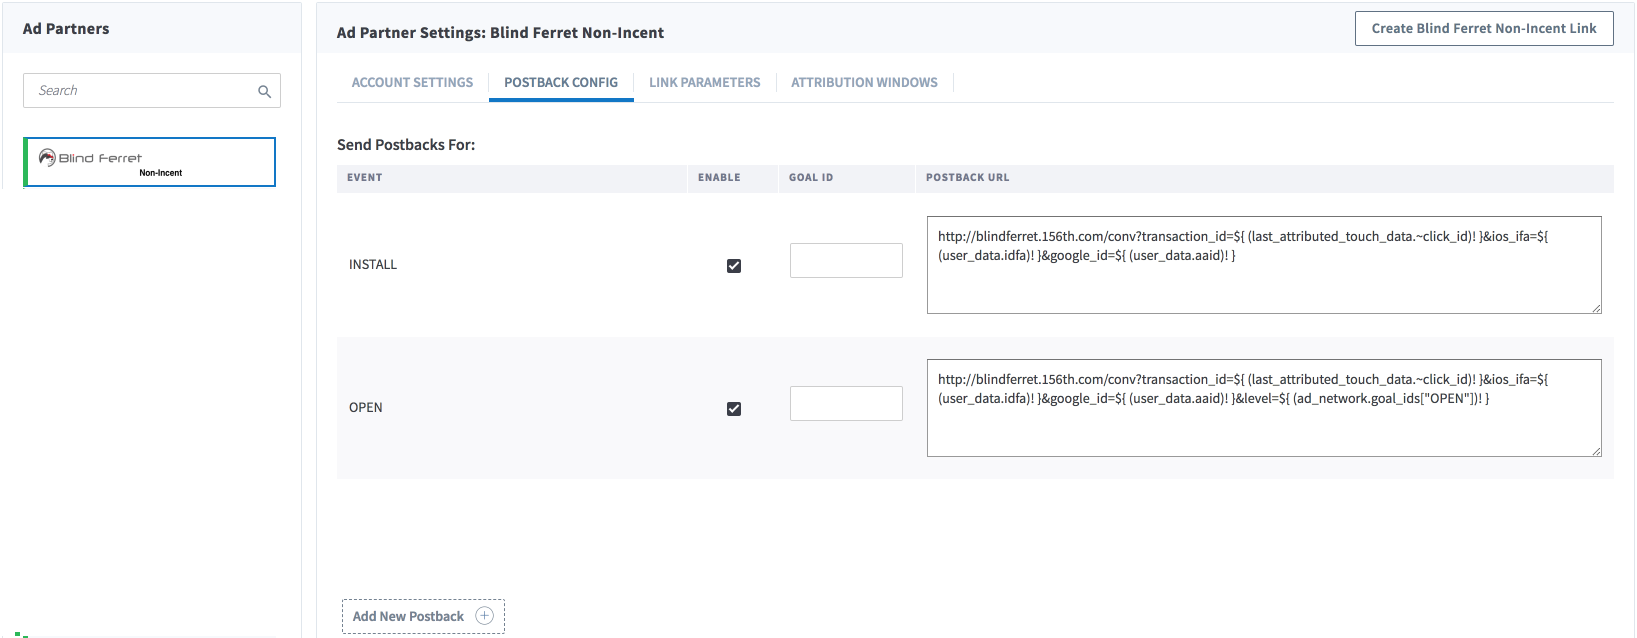 Ad Partners
Search
Blind Ferret
Non-Incent
Ad Partner Settings: Blind Ferret Non-Incent
Create Blind Ferret Non-Incent Link
ACCOUNT SETTINGS
POSTBACK CONFIG
LINK PARAMETERS
ATTRIBUTION WINDOWS
Send Postbacks For:
EVENT ENABLE GOAL ID POSTBACK URL
INSTALL
http://blindferret.156th.com/conv?transaction_id=${ (last_attributed_touch_data.~click_id)! }&ios_ifa=${
(user_data.idfa)! }&google_id=${ (user_data.aaid)! }
OPEN
http://blindferret.156th.com/conv?transaction_id=${ (last_attributed_touch_data.~click_id)! }&ios_ifa=${
(user_data.idfa)! }&google_id=${ (user_data.aaid)! }&level=${ (ad_network.goal_ids["OPEN"])! }
Add New Postback